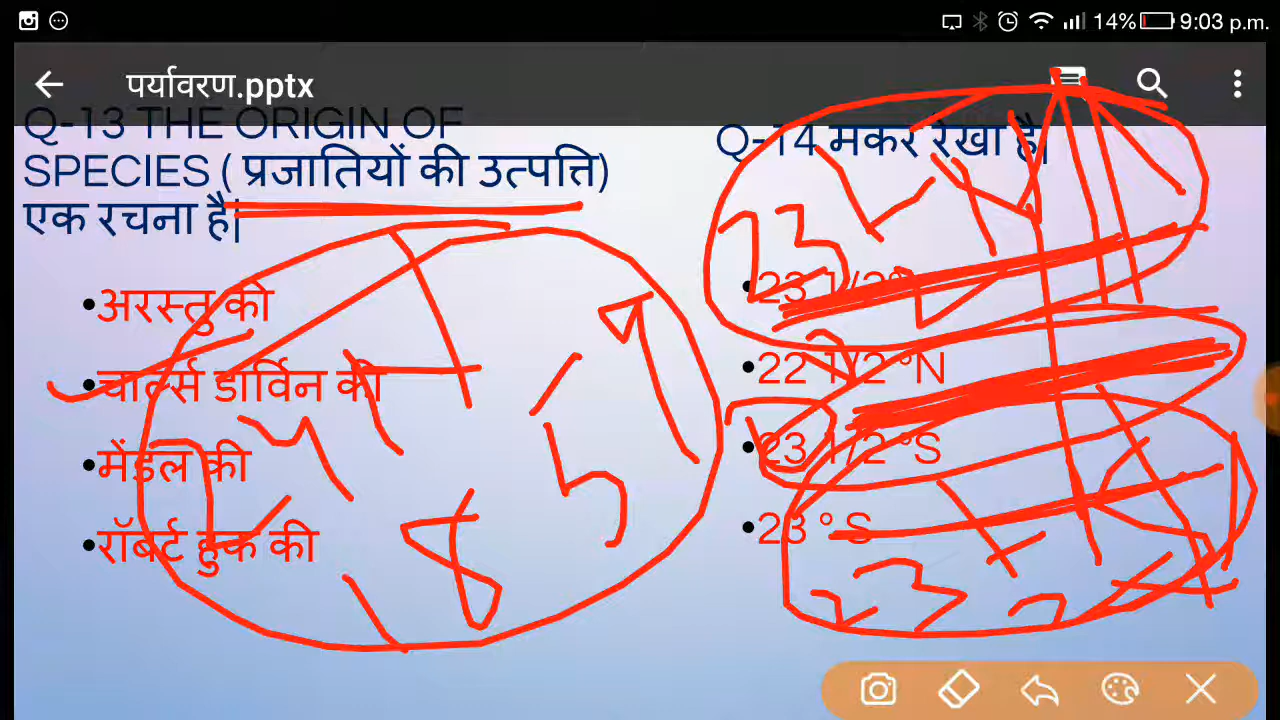 14% 9:03 p.m.
पर्यावरण.pptx
Q-13 THE ORIGIN OF
SPECIES ( प्रजातियों की उत्पत्ति)
एक रचना है|
•अरस्तु की
•चार्ल्स डार्विन की
•मेंडल की
•रॉबर्ट हुक की
Q-14 मकर रेखा है|
•23 1/2°
•22 1/2 °N
•23 1/2 °S
•23 ° S